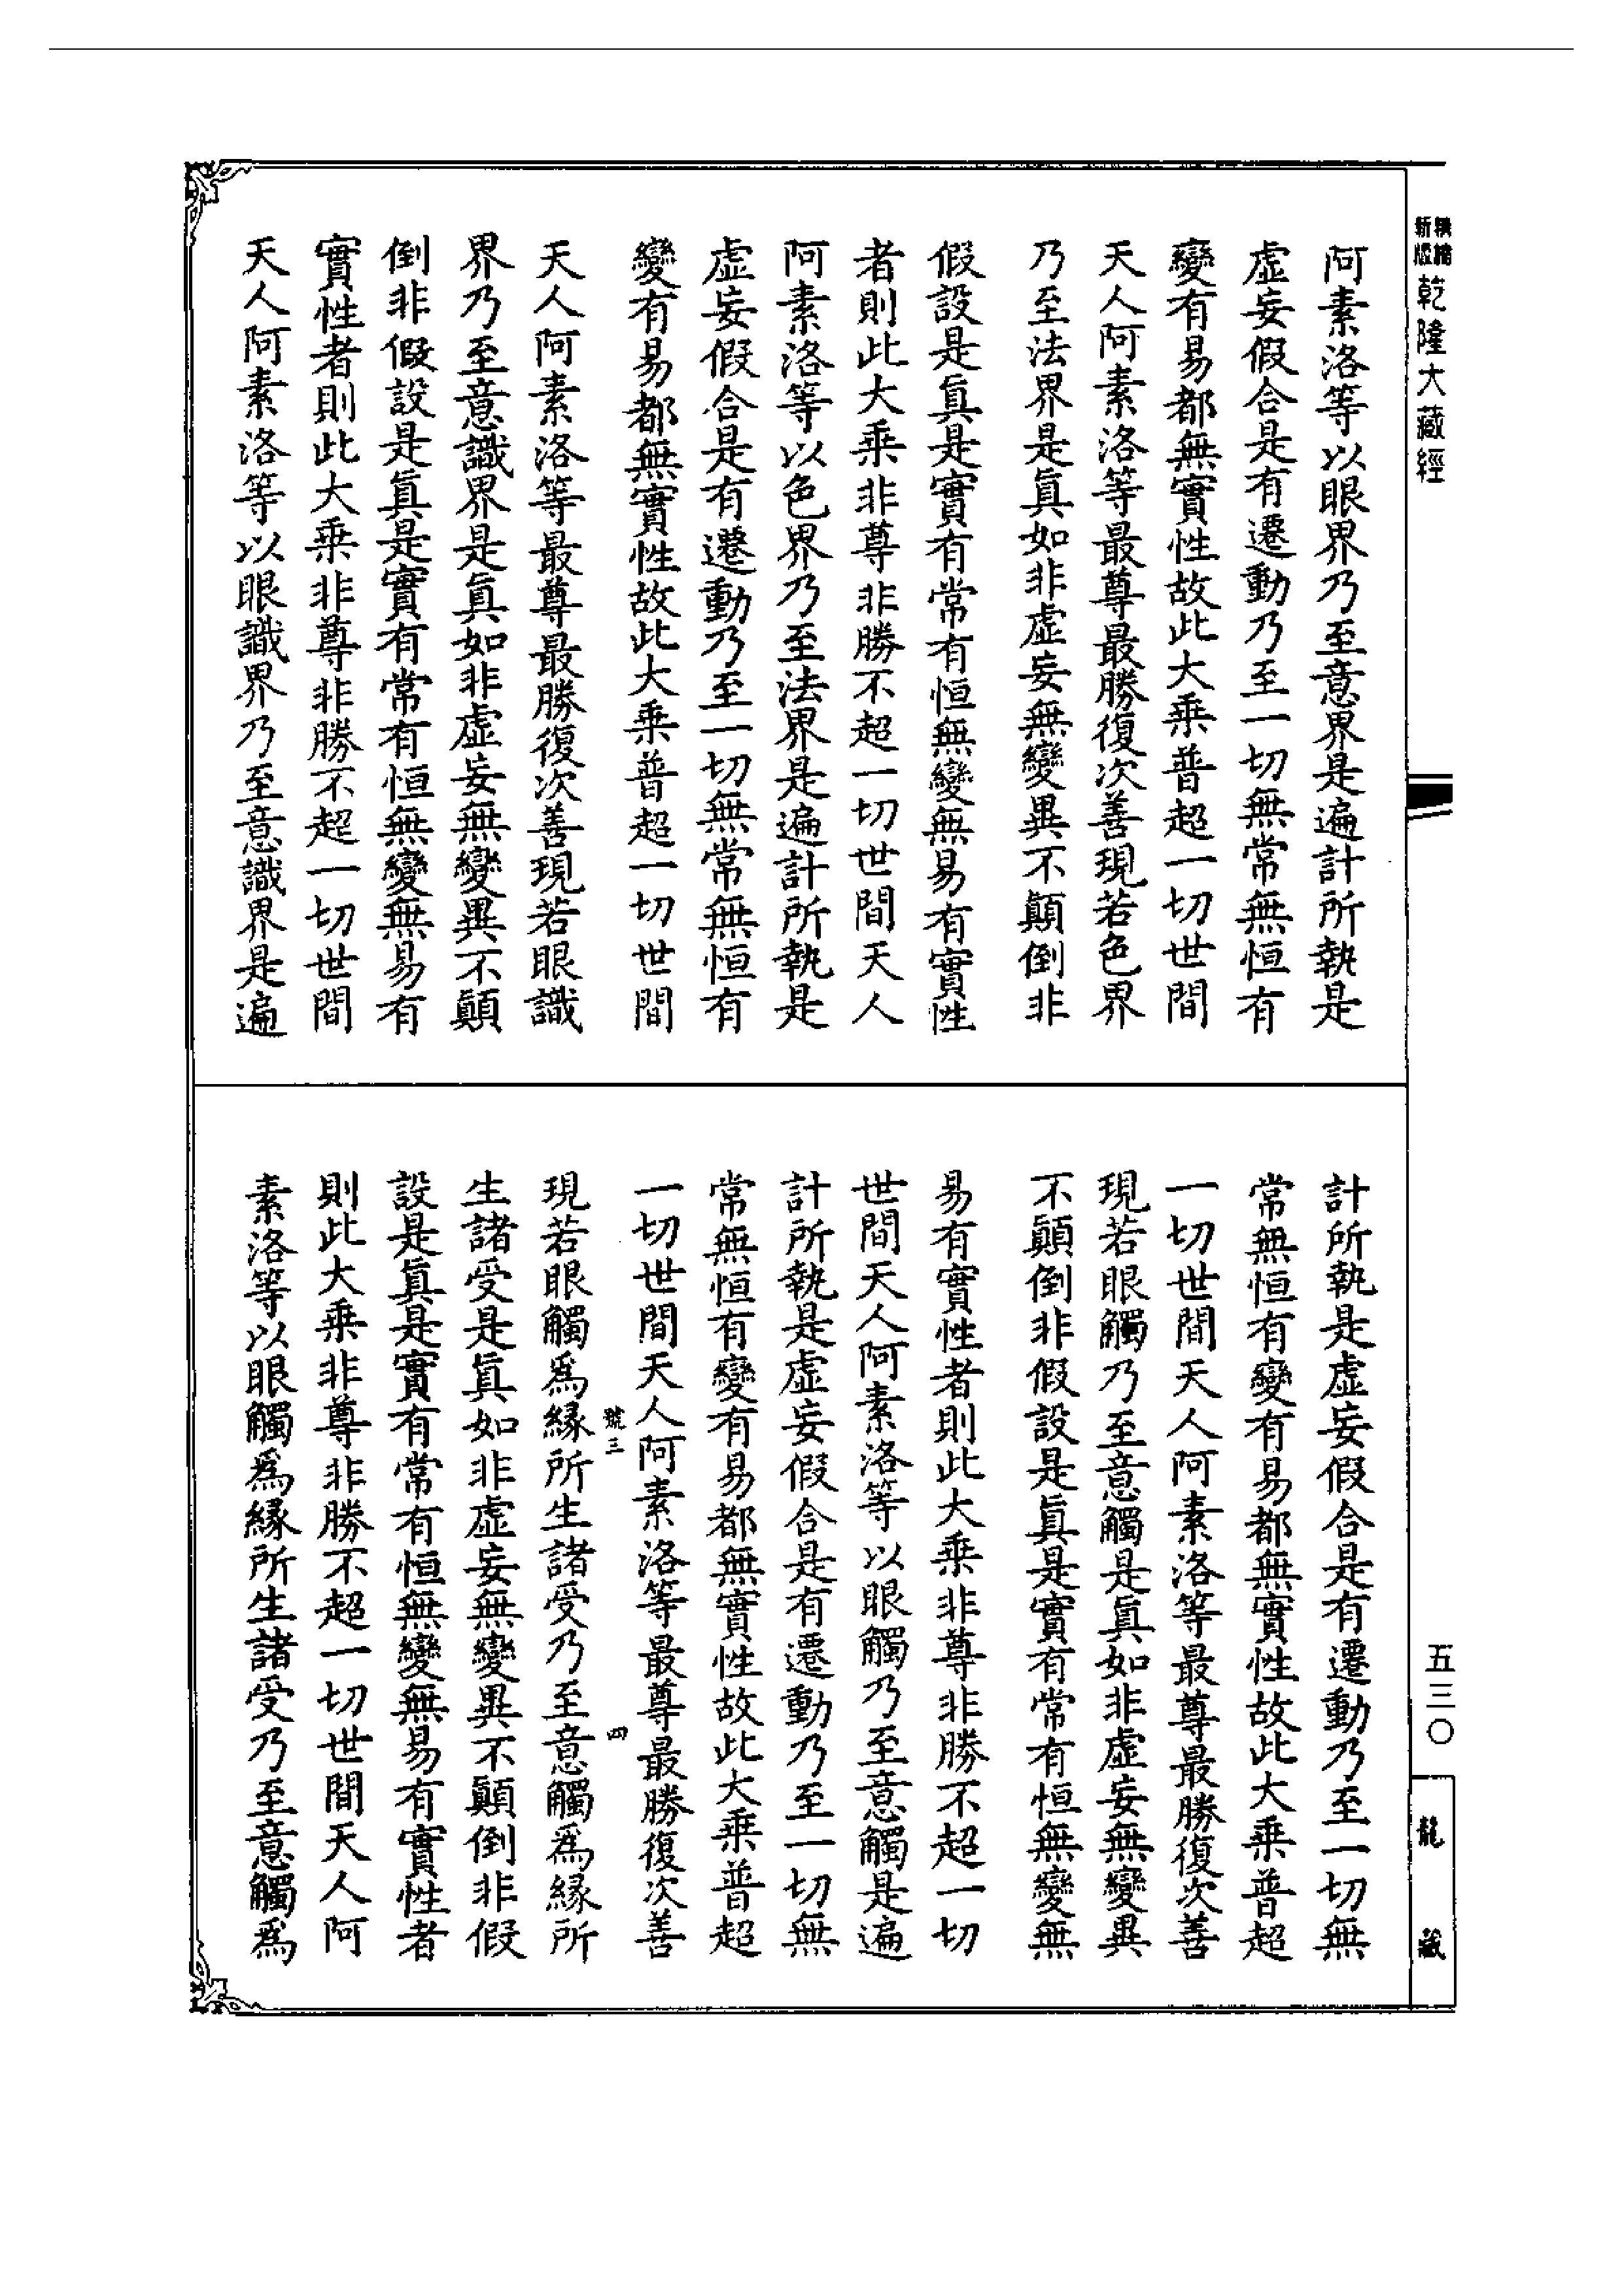 新版精縮乾隆大藏經
阿素洛等以眼界乃至意界是遍計所執是
虛妄假合是有遷動乃至一切無常無恒有
變有易都無實性故此大乘普超一切世間
天人阿素洛等最尊最勝復次善現若色界
乃至法界是真如非虛妄無變異不顛倒非
假設是真是實有常有恒無變無易有實性
者則此大乘非尊非勝不超一切世間天人
阿素洛等以色界乃至法界是遍計所執是
虛妄假合是有遷動乃至一切無常無恒有
變有易都無實性故此大乘普超一切世間
天人阿素洛等最尊最勝復次善現若眼識
界乃至意識界是真如非虛妄無變異不顛
倒非假設是真是實有常有恒無變無易有
實性者則此大乘非尊非勝不超一切世間
天人阿素洛等以眼識界乃至意識界是遍
計所執是虛妄假合是有遷動乃至一切無
常無恒有變有易都無實性故此大乘普超
一切世間天人阿素洛等最尊最勝復次善
現若眼觸乃至意觸是真如非虛妄無變異
不顛倒非假設是真是實有常有恒無變無
易有實性者則此大乘非尊非勝不超一切
世間天人阿素洛等以眼觸乃至意觸是遍
計所執是虛妄假合是有遷動乃至一切無
常無恒有變有易都無實性故此大乘普超
一切世間天人阿素洛等最尊最勝復次善
號三 四
現若眼觸為緣所生諸受乃至意觸為緣所
生諸受是真如非虛妄無變異不顛倒非假
設是真是實有常有恒無變無易有實性者
則此大乘非尊非勝不超一切世間天人阿
素洛等以眼觸為緣所生諸受乃至意觸為
五三〇
龍藏